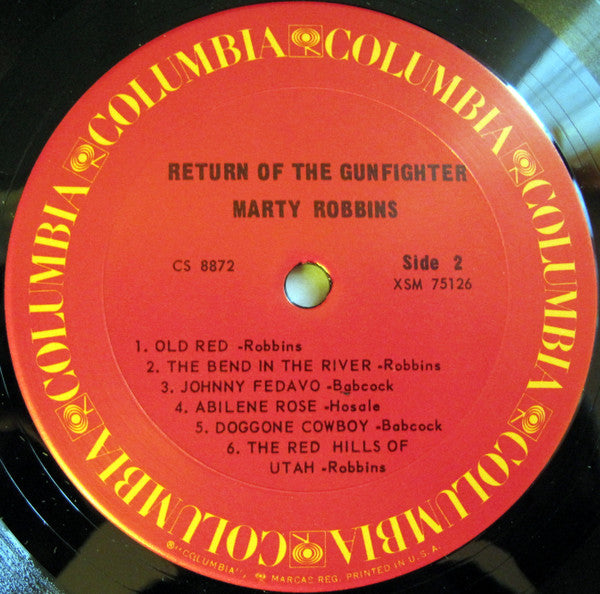 COLUMBIA COLUMBIA COLUMBIA COLUMBIA COLUMBIA COLUMBIA
RETURN OF THE GUNFIGHTER
MARTY ROBBINS
CS 8872 Side 2
XSM 75126
1. OLD RED -Robbins
2. THE BEND IN THE RIVER -Robbins
3. JOHNNY FEDAVO -Bgbcock
4. ABILENE ROSE -Hosale
5. DOGGONE COWBOY -Babcock
6. THE RED HILLS OF
UTAH -Robbins
®"COLUMBIA", MARCAS REG. PRINTED IN U.S.A.